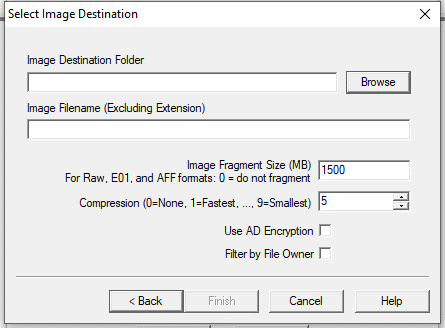 Select Image Destination
Image Destination Folder
Browse
Image Filename (Excluding Extension)
Image Fragment Size (MB)
1500
For Raw, E01, and AFF formats: 0 = do not fragment
Compression (0=None, 1=Fastest, ..., 9=Smallest)
5
Use AD Encryption
Filter by File Owner
< Back
Finish
Cancel
Help